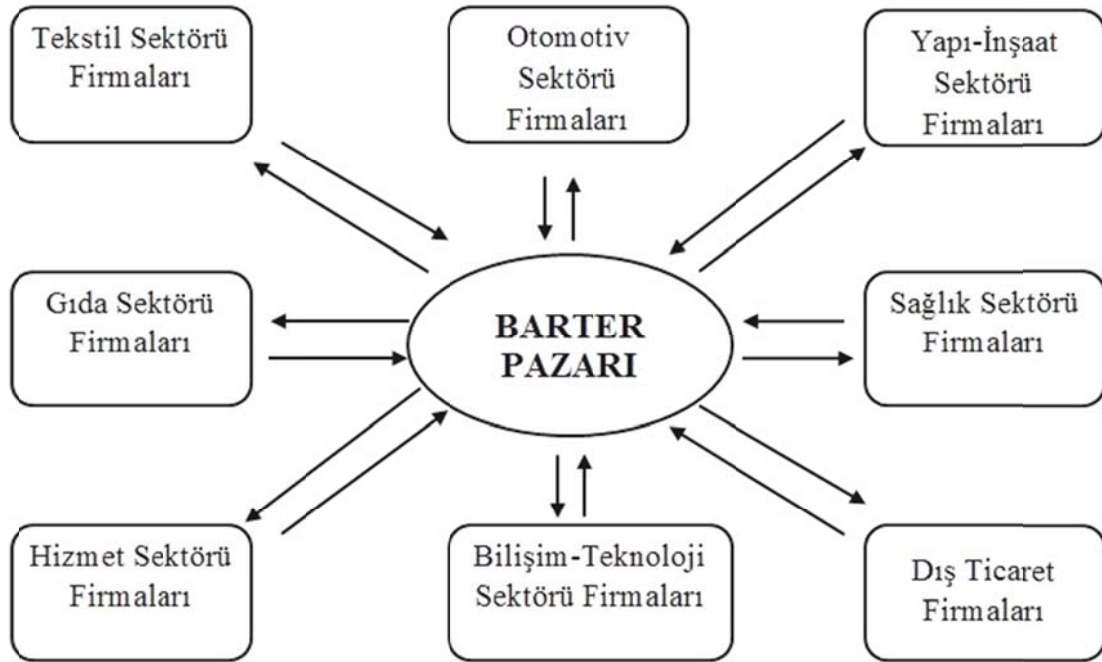 Tekstil Sektörü
Firmaları
Otomotiv
Sektörü
Firmaları
Yapı-İnşaat
Sektörü
Firmaları
Gıda Sektörü
Firmaları
BARTER
PAZARI
Sağlık Sektörü
Firmaları
Hizmet Sektörü
Firmaları
Bilişim-Teknoloji
Sektörü Firmaları
Dış Ticaret
Firmaları